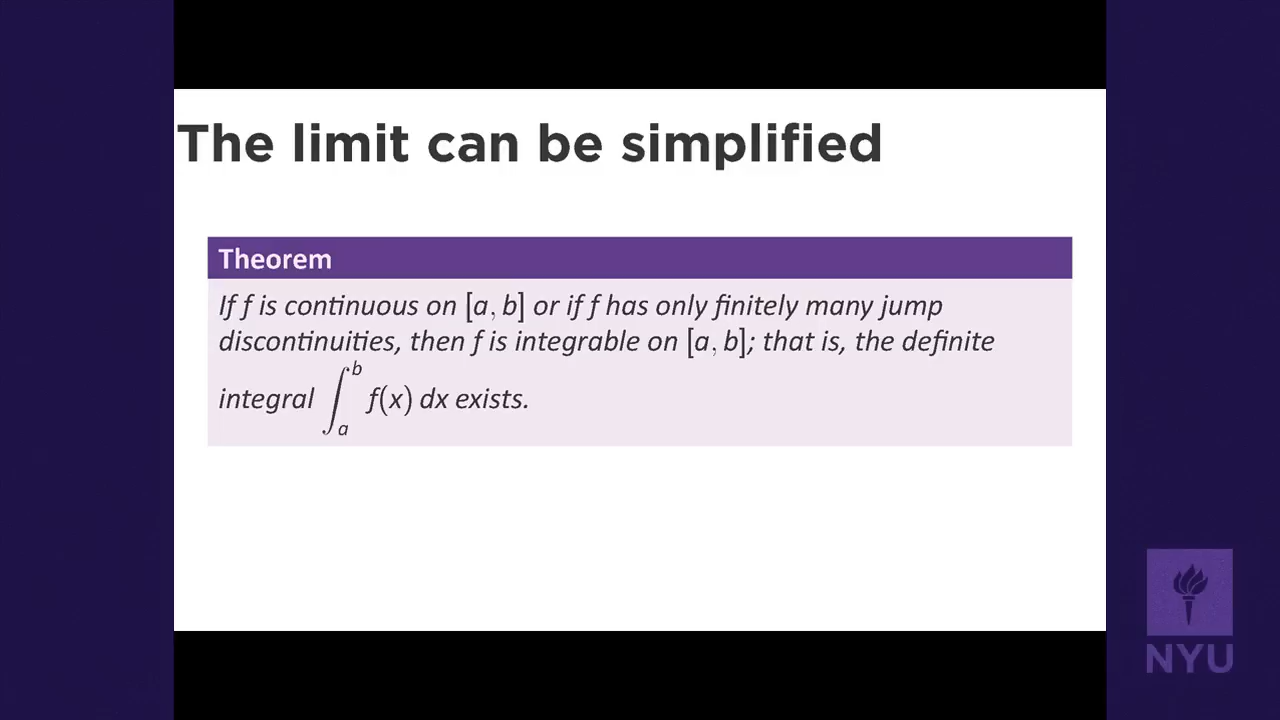 The limit can be simplified
Theorem
If f is continuous on [a, b] or if f has only finitely many jump
discontinuities, then f is integrable on [a, b]; that is, the definite
integral ∫_a^b f(x) dx exists.
NYU